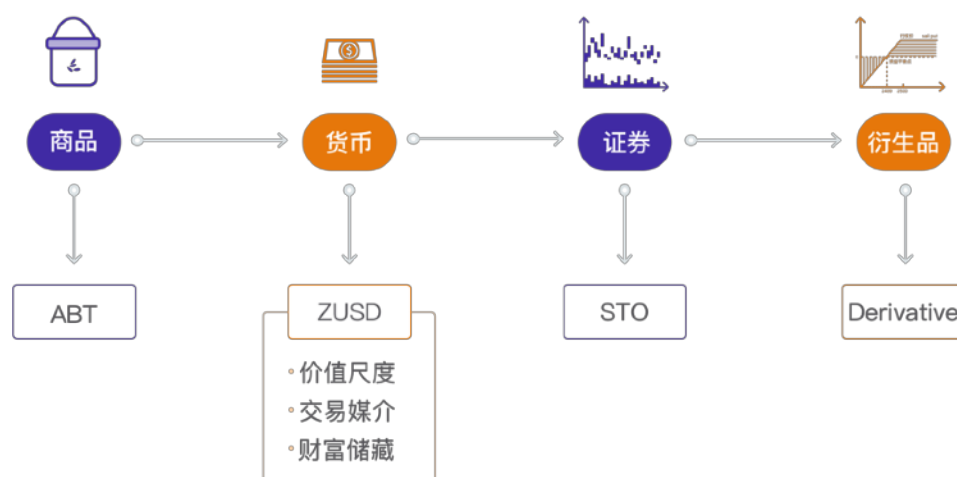 商品
货币
证券
衍生品
ABT
ZUSD
STO
Derivative
·价值尺度
·交易媒介
·财富储藏